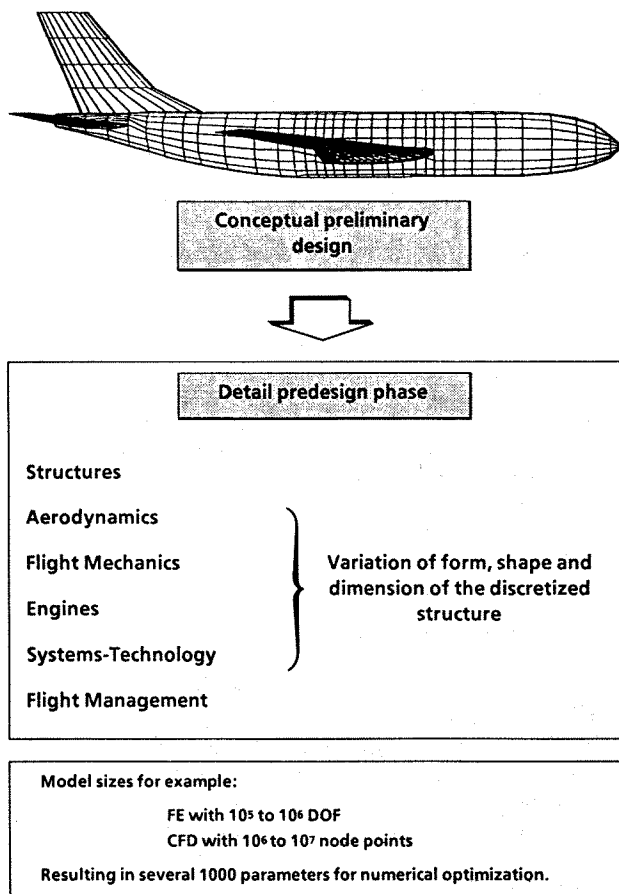 Conceptual preliminary
design
Detail predesign phase
Structures
Aerodynamics
Flight Mechanics
Engines
Systems-Technology
Flight Management
Variation of form, shape and
dimension of the discretized
structure
Model sizes for example:
FE with 10⁵ to 10⁶ DOF
CFD with 10⁶ to 10⁷ node points
Resulting in several 1000 parameters for numerical optimization.